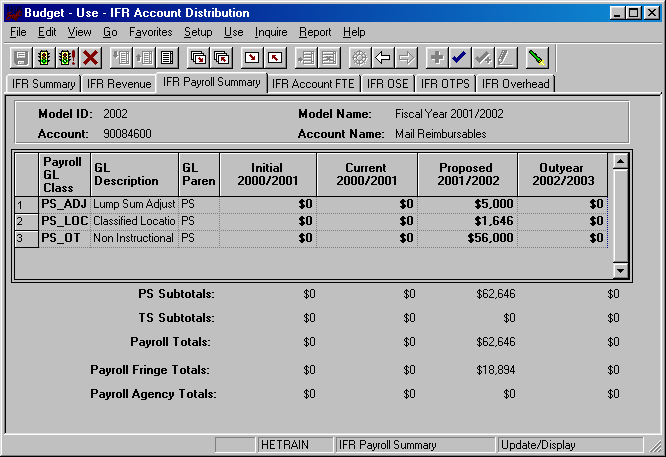 Budget - Use - IFR Account Distribution
File Edit View Go Favorites Setup Use Inquire Report Help
IFR Summary IFR Revenue IFR Payroll Summary IFR Account FTE IFR OSE IFR OTPS IFR Overhead
Model ID: 2002 Model Name: Fiscal Year 2001/2002
Account: 90084600 Account Name: Mail Reimbursables
Payroll GL Class GL Description GL Paren Initial 2000/2001 Current 2000/2001 Proposed 2001/2002 Outyear 2002/2003
1 PS_ADJ Lump Sum Adjust PS $0 $0 $5,000 $0
2 PS_LOC Classified Locatio PS $0 $0 $1,646 $0
3 PS_OT Non Instructional PS $0 $0 $56,000 $0
PS Subtotals: $0 $0 $62,646 $0
TS Subtotals: $0 $0 $0 $0
Payroll Totals: $0 $0 $62,646 $0
Payroll Fringe Totals: $0 $0 $18,894 $0
Payroll Agency Totals: $0 $0 $0 $0
HETRAIN IFR Payroll Summary Update/Display